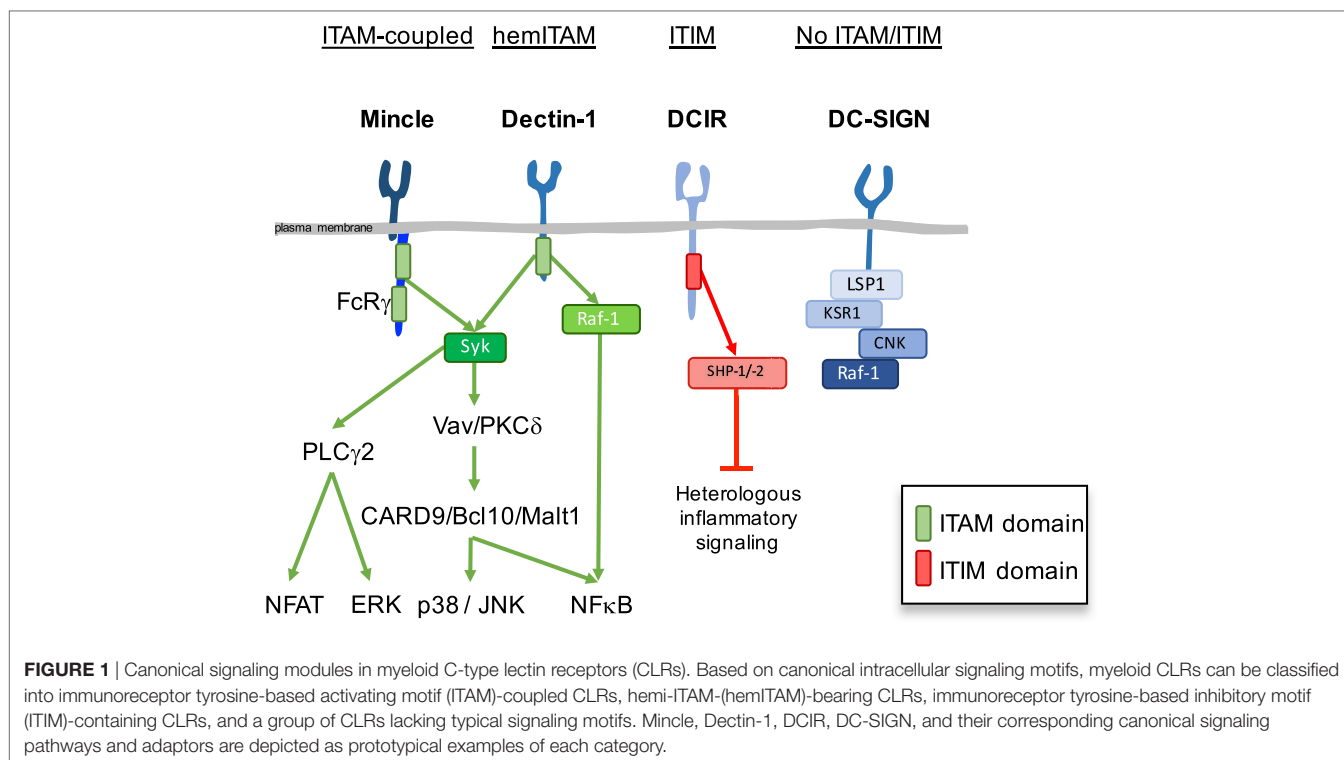 ITAM-coupled hemITAM ITIM No ITAM/ITIM
Mincle Dectin-1 DCIR DC-SIGN
plasma membrane
FcRγ
LSP1
KSR1
CNK
Raf-1
Raf-1
Syk
SHP-1/-2
Vav/PKCδ
PLCγ2
CARD9/Bcl10/Malt1
Heterologous
inflammatory
signaling
NFAT ERK p38 / JNK NFκB
ITAM domain
ITIM domain
FIGURE 1 | Canonical signaling modules in myeloid C-type lectin receptors (CLRs). Based on canonical intracellular signaling motifs, myeloid CLRs can be classified
into immunoreceptor tyrosine-based activating motif (ITAM)-coupled CLRs, hemi-ITAM-(hemITAM)-bearing CLRs, immunoreceptor tyrosine-based inhibitory motif
(ITIM)-containing CLRs, and a group of CLRs lacking typical signaling motifs. Mincle, Dectin-1, DCIR, DC-SIGN, and their corresponding canonical signaling
pathways and adaptors are depicted as prototypical examples of each category.